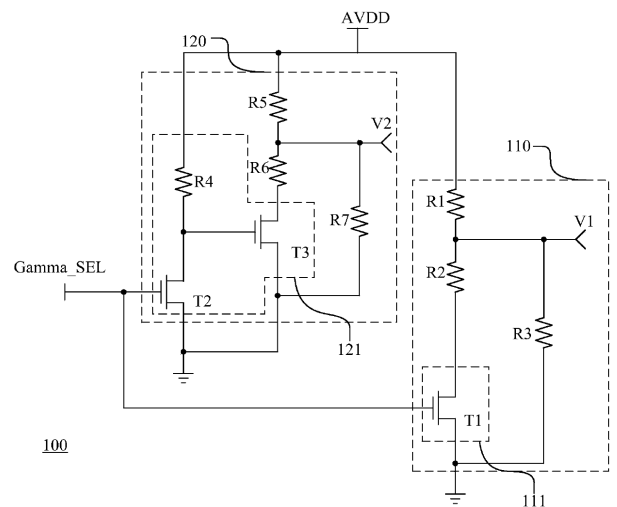 AVDD
120
R5
V2
R6
110
R4
R1
R7
V1
T3
Gamma_SEL
R2
T2
R3
121
T1
100
111